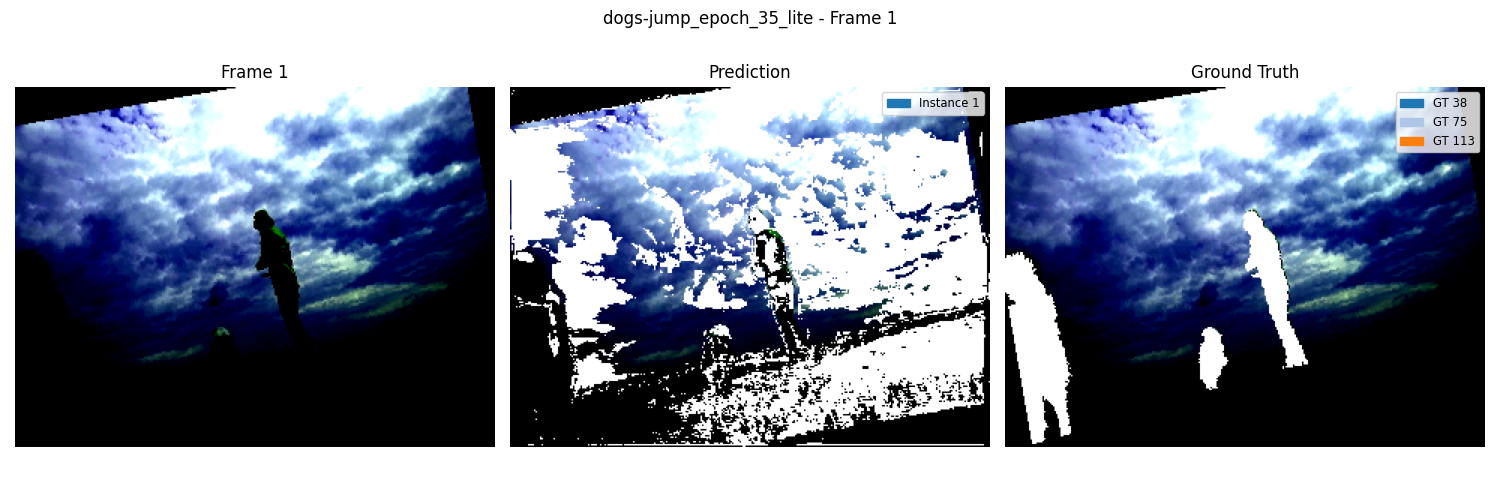 dogs-jump_epoch_35_lite - Frame 1
Frame 1
Prediction
Ground Truth
Instance 1
GT 38
GT 75
GT 113